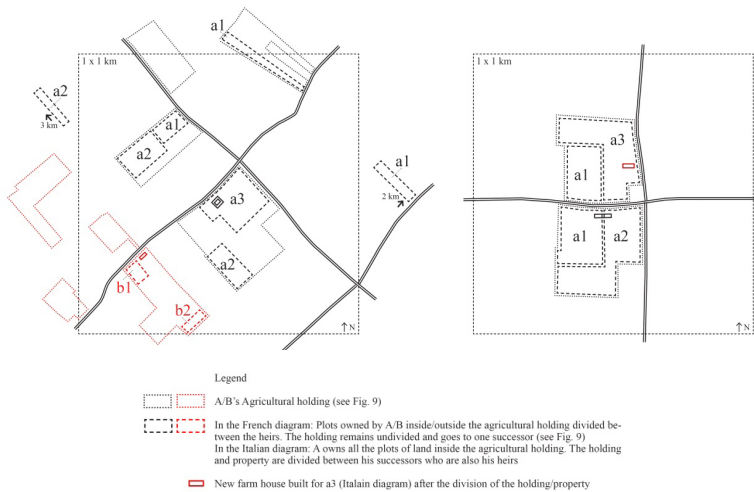 a1
1 x 1 km
a2
3 km
a1
a2
a1
2 km
a3
a2
b1
b2
↑N
1 x 1 km
a3
a1
a1
a2
↑N
Legend
A/B's Agricultural holding (see Fig. 9)
In the French diagram: Plots owned by A/B inside/outside the agricultural holding divided be-
tween the heirs. The holding remains undivided and goes to one successor (see Fig. 9)
In the Italian diagram: A owns all the plots of land inside the agricultural holding. The holding
and property are divided between his successors who are also his heirs
New farm house built for a3 (Italain diagram) after the division of the holding/property